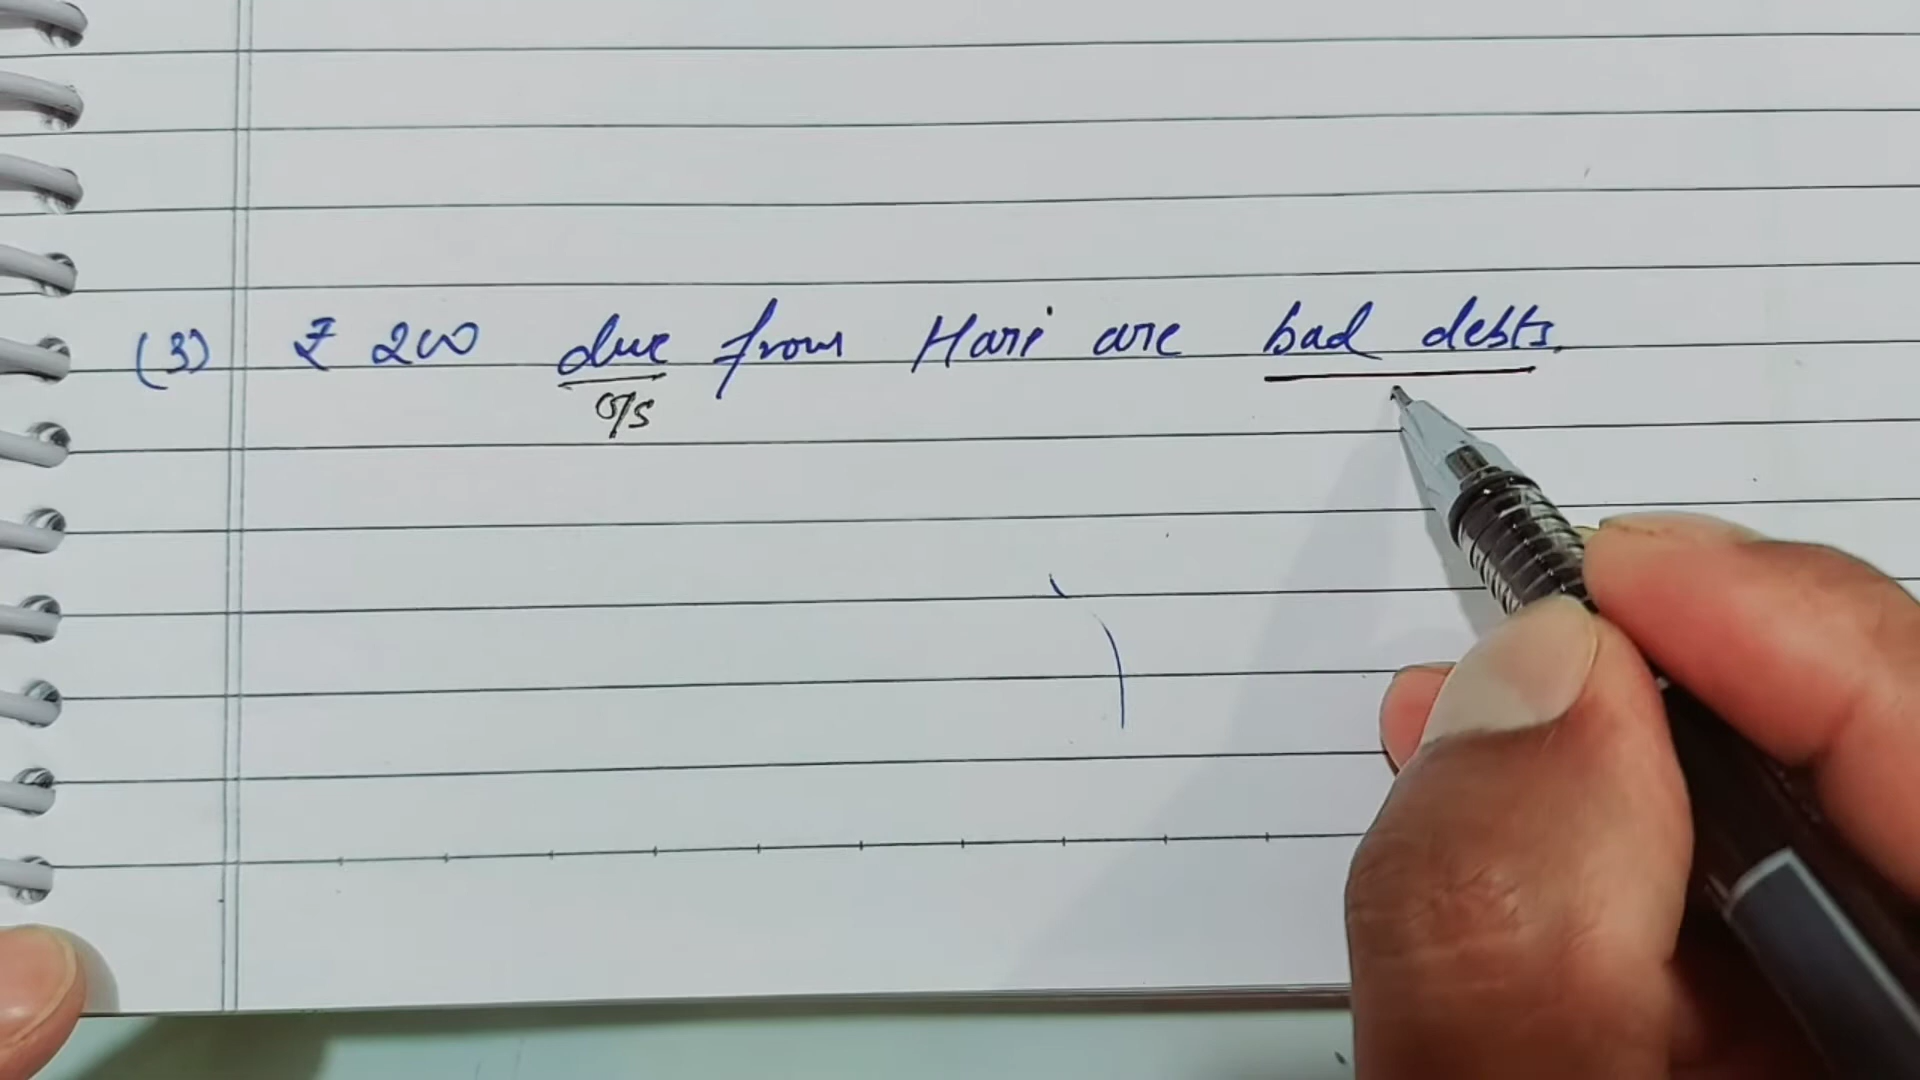 (3) ₹ 200 due from Hari are bad debts.
o/s